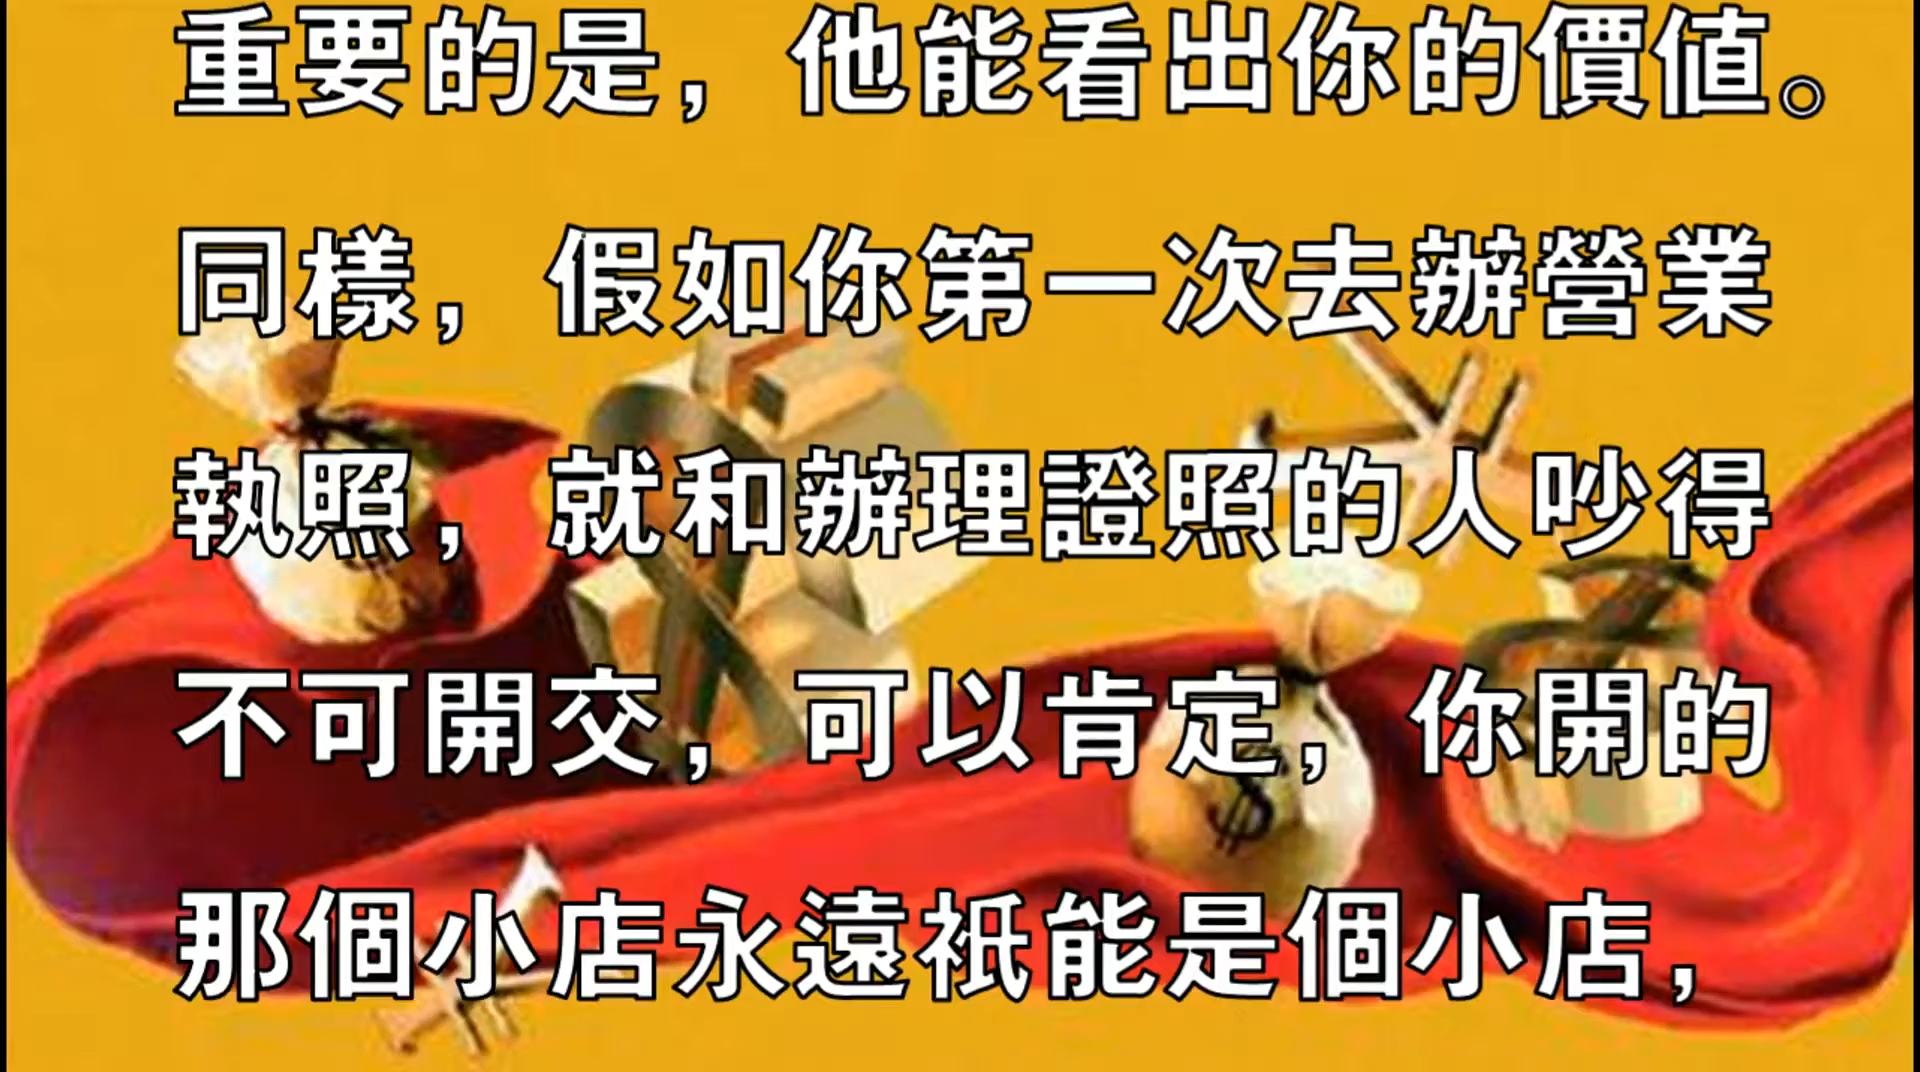 重要的是，他能看出你的價值。
同樣，假如你第一次去辦營業
執照，就和辦理證照的人吵得
不可開交，可以肯定，你開的
那個小店永遠祇能是個小店，
$